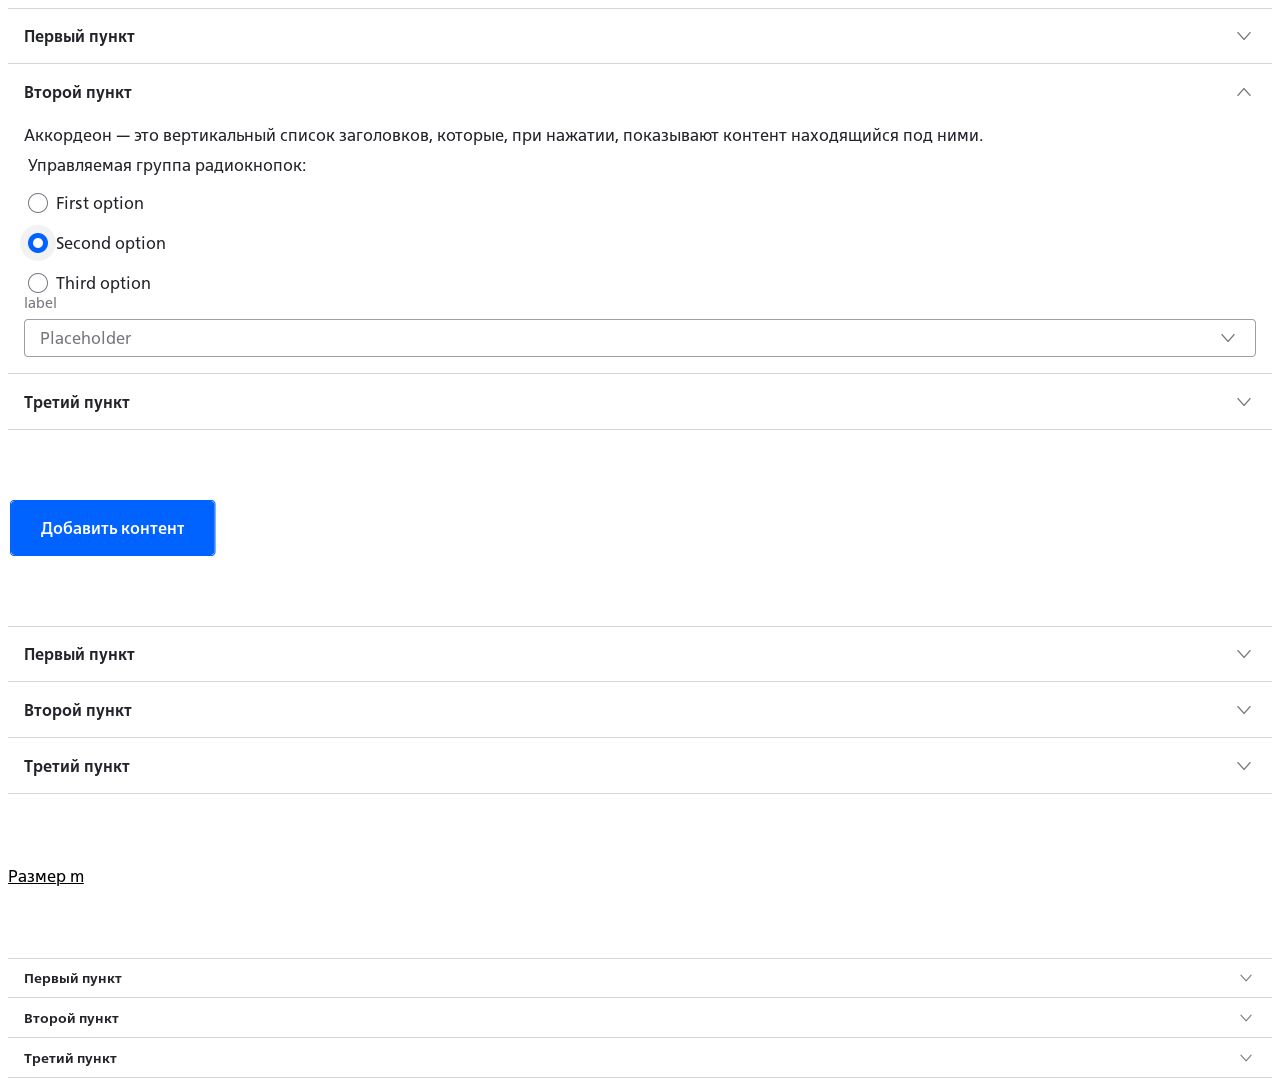 Первый пункт
Второй пункт
Аккордеон — это вертикальный список заголовков, которые, при нажатии, показывают контент находящийся под ними.
Управляемая группа радиокнопок:
First option
Second option
Third option
label
Placeholder
Третий пункт
Добавить контент
Первый пункт
Второй пункт
Третий пункт
Размер m
Первый пункт
Второй пункт
Третий пункт